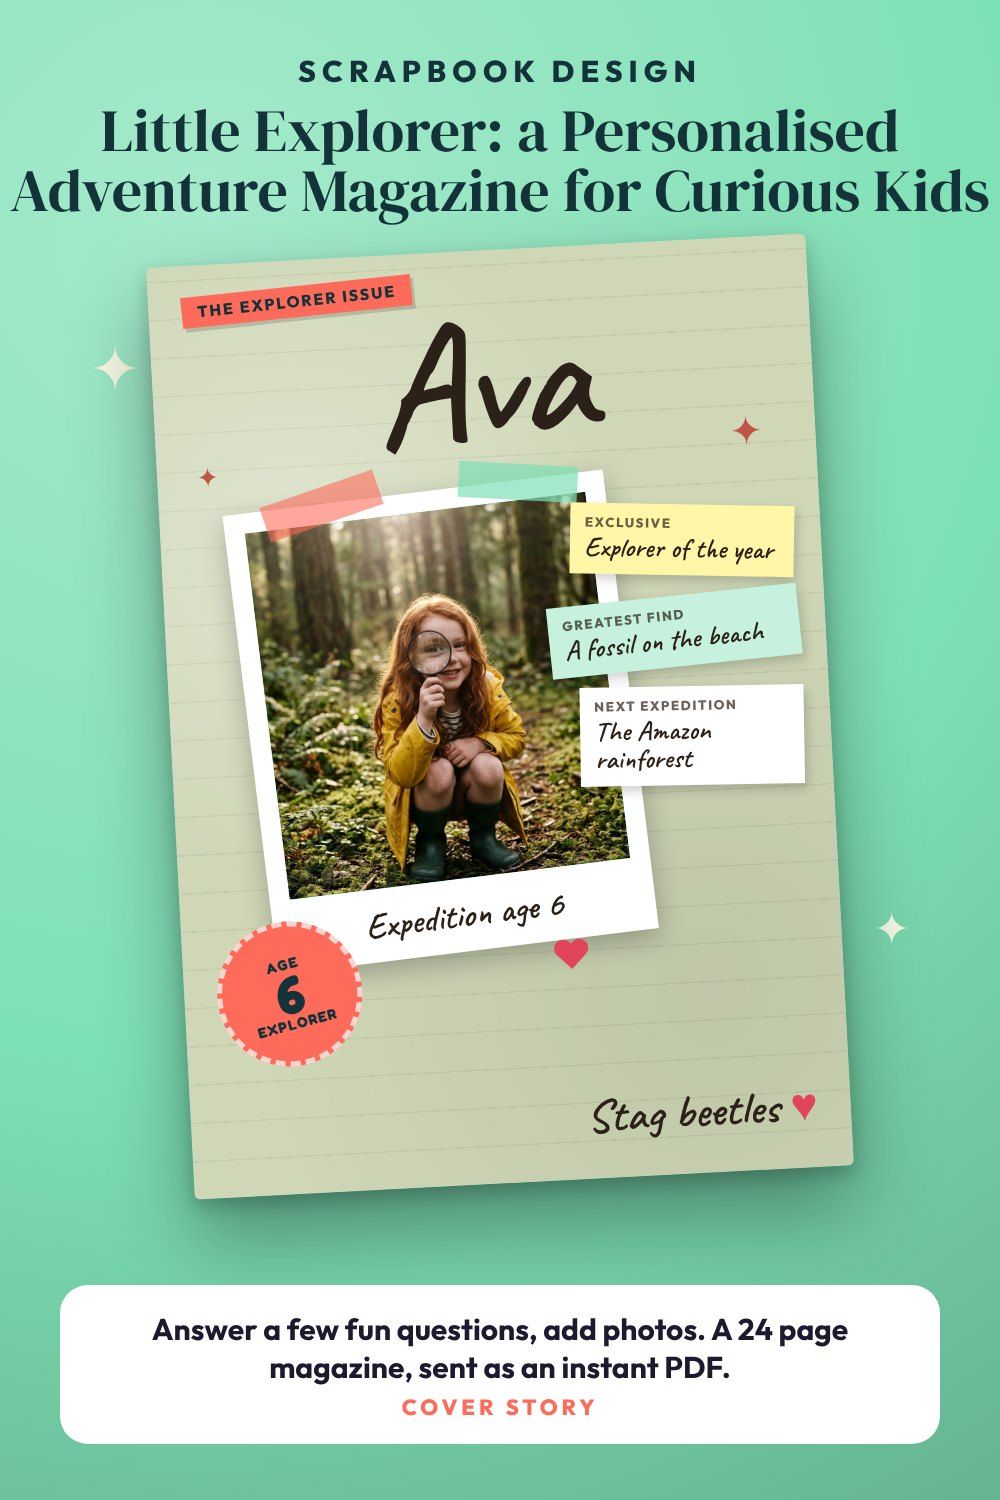 SCRAPBOOK DESIGN
Little Explorer: a Personalised
Adventure Magazine for Curious Kids
THE EXPLORER ISSUE
Ava
EXCLUSIVE
Explorer of the year
GREATEST FIND
A fossil on the beach
NEXT EXPEDITION
The Amazon
rainforest
Expedition age 6
AGE
6
EXPLORER
Stag beetles ♥
Answer a few fun questions, add photos. A 24 page
magazine, sent as an instant PDF.
COVER STORY